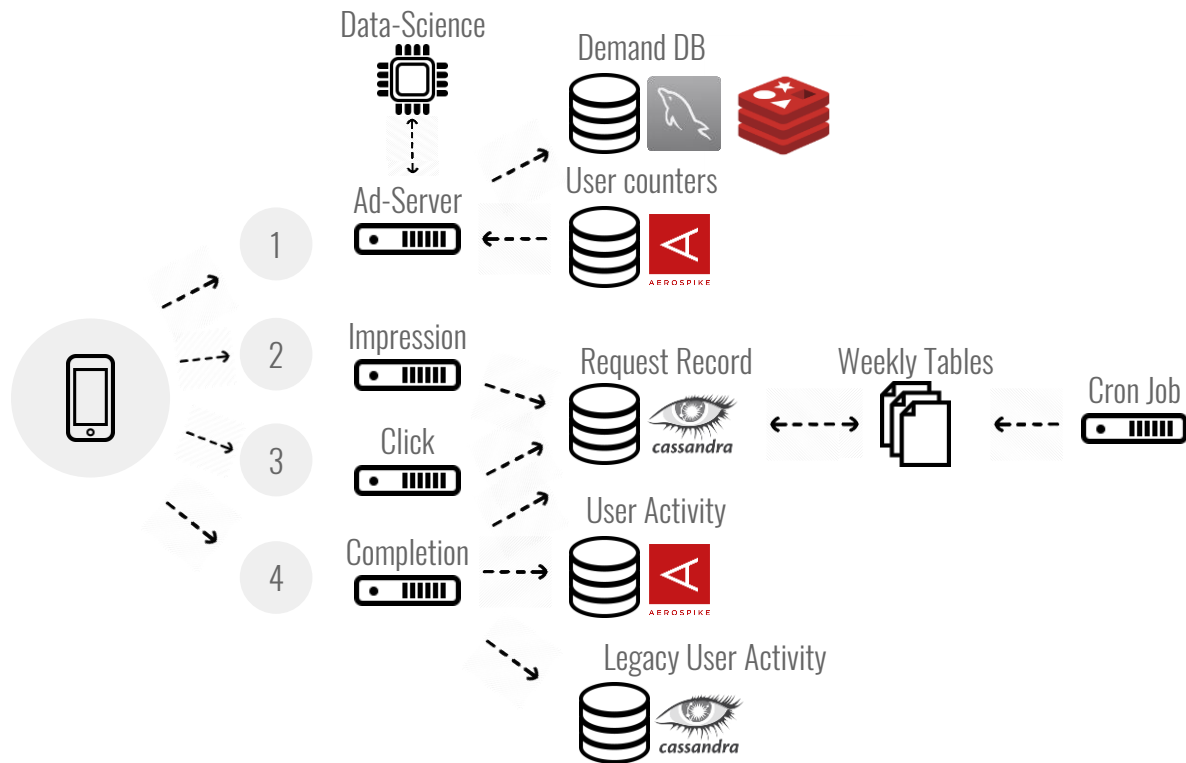 Data-Science
Demand DB
Ad-Server
User counters
1
AEROSPIKE
2
Impression
Request Record
Weekly Tables
Cron Job
cassandra
3
Click
User Activity
4
Completion
AEROSPIKE
Legacy User Activity
cassandra